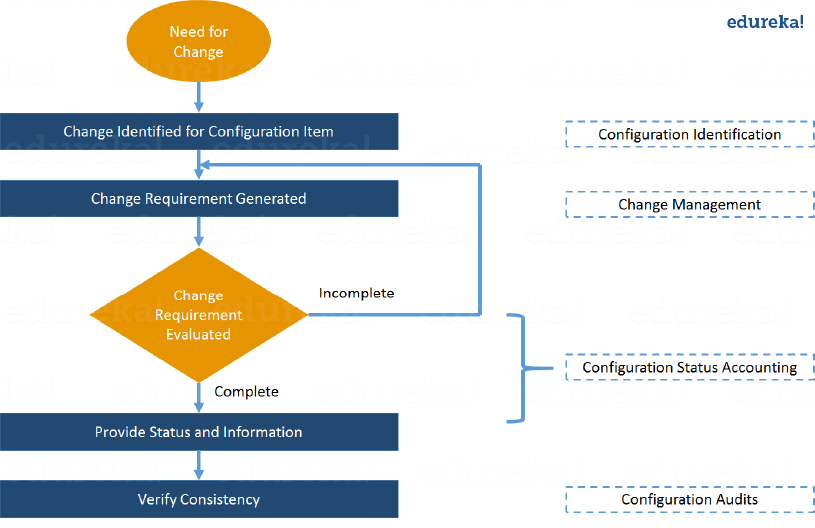 edureka!
Need for
Change
Change Identified for Configuration Item
Configuration Identification
Change Requirement Generated
Change Management
Change
Requirement
Evaluated
Incomplete
Configuration Status Accounting
Complete
Provide Status and Information
Verify Consistency
Configuration Audits